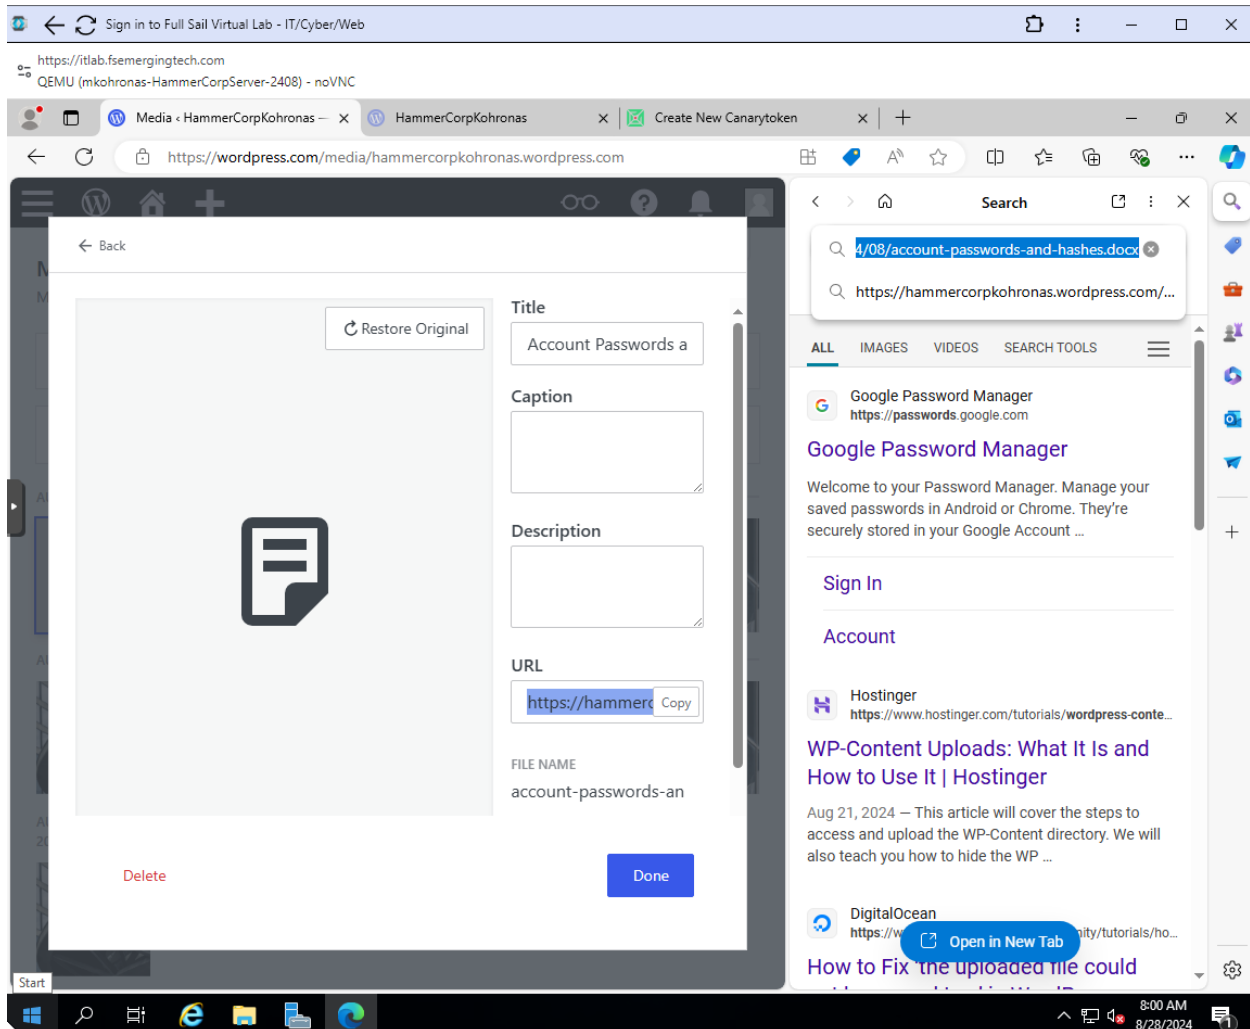 Sign in to Full Sail Virtual Lab - IT/Cyber/Web
https://itlab.fsemergingtech.com
QEMU (mkohronas-HammerCorpServer-2408) - noVNC
Media ‹ HammerCorpKohronas —
HammerCorpKohronas
Create New Canarytoken
https://wordpress.com/media/hammercorpkohronas.wordpress.com
Back
Restore Original
Title
Account Passwords a
Caption
Description
URL
https://hammerc
Copy
FILE NAME
account-passwords-an
Delete
Done
Start
Search
4/08/account-passwords-and-hashes.docx
https://hammercorpkohronas.wordpress.com/...
ALL IMAGES VIDEOS SEARCH TOOLS
Google Password Manager
https://passwords.google.com
Google Password Manager
Welcome to your Password Manager. Manage your
saved passwords in Android or Chrome. They're
securely stored in your Google Account ...
Sign In
Account
Hostinger
https://www.hostinger.com/tutorials/wordpress-conte...
WP-Content Uploads: What It Is and
How to Use It | Hostinger
Aug 21, 2024 — This article will cover the steps to
access and upload the WP-Content directory. We will
also teach you how to hide the WP ...
DigitalOcean
https://w
nity/tutorials/ho...
Open in New Tab
How to Fix 'the uploaded file could
8:00 AM
8/28/2024